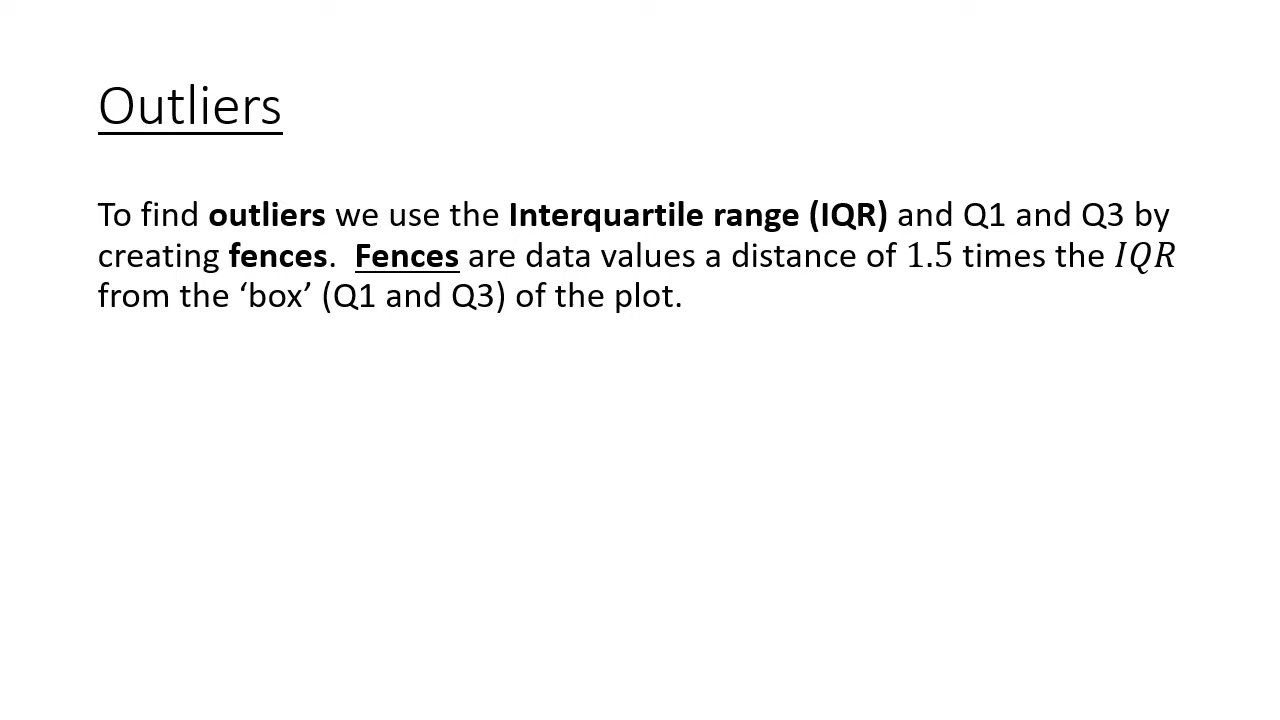 Outliers
To find outliers we use the Interquartile range (IQR) and Q1 and Q3 by
creating fences.  Fences are data values a distance of 1.5 times the IQR
from the ‘box’ (Q1 and Q3) of the plot.